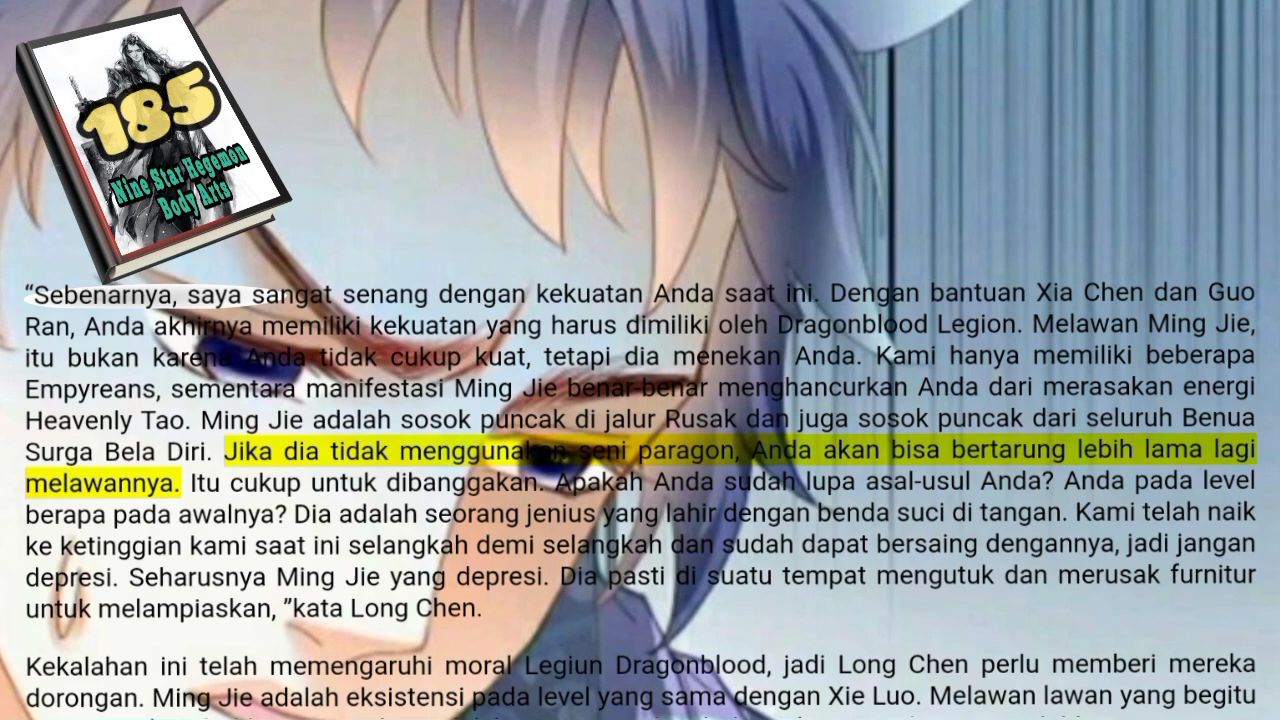 185
Nine Star Hegemon
Body Arts
“Sebenarnya, saya sangat senang dengan kekuatan Anda saat ini. Dengan bantuan Xia Chen dan Guo
Ran, Anda akhirnya memiliki kekuatan yang harus dimiliki oleh Dragonblood Legion. Melawan Ming Jie,
itu bukan karena Anda tidak cukup kuat, tetapi dia menekan Anda. Kami hanya memiliki beberapa
Empyreans, sementara manifestasi Ming Jie benar-benar menghancurkan Anda dari merasakan energi
Heavenly Tao. Ming Jie adalah sosok puncak di jalur Rusak dan juga sosok puncak dari seluruh Benua
Surga Bela Diri. Jika dia tidak menggunakan seni paragon, Anda akan bisa bertarung lebih lama lagi
melawannya. Itu cukup untuk dibanggakan. Apakah Anda sudah lupa asal-usul Anda? Anda pada level
berapa pada awalnya? Dia adalah seorang jenius yang lahir dengan benda suci di tangan. Kami telah naik
ke ketinggian kami saat ini selangkah demi selangkah dan sudah dapat bersaing dengannya, jadi jangan
depresi. Seharusnya Ming Jie yang depresi. Dia pasti di suatu tempat mengutuk dan merusak furnitur
untuk melampiaskan, ”kata Long Chen.
Kekalahan ini telah memengaruhi moral Legiun Dragonblood, jadi Long Chen perlu memberi mereka
dorongan. Ming Jie adalah eksistensi pada level yang sama dengan Xie Luo. Melawan lawan yang begitu